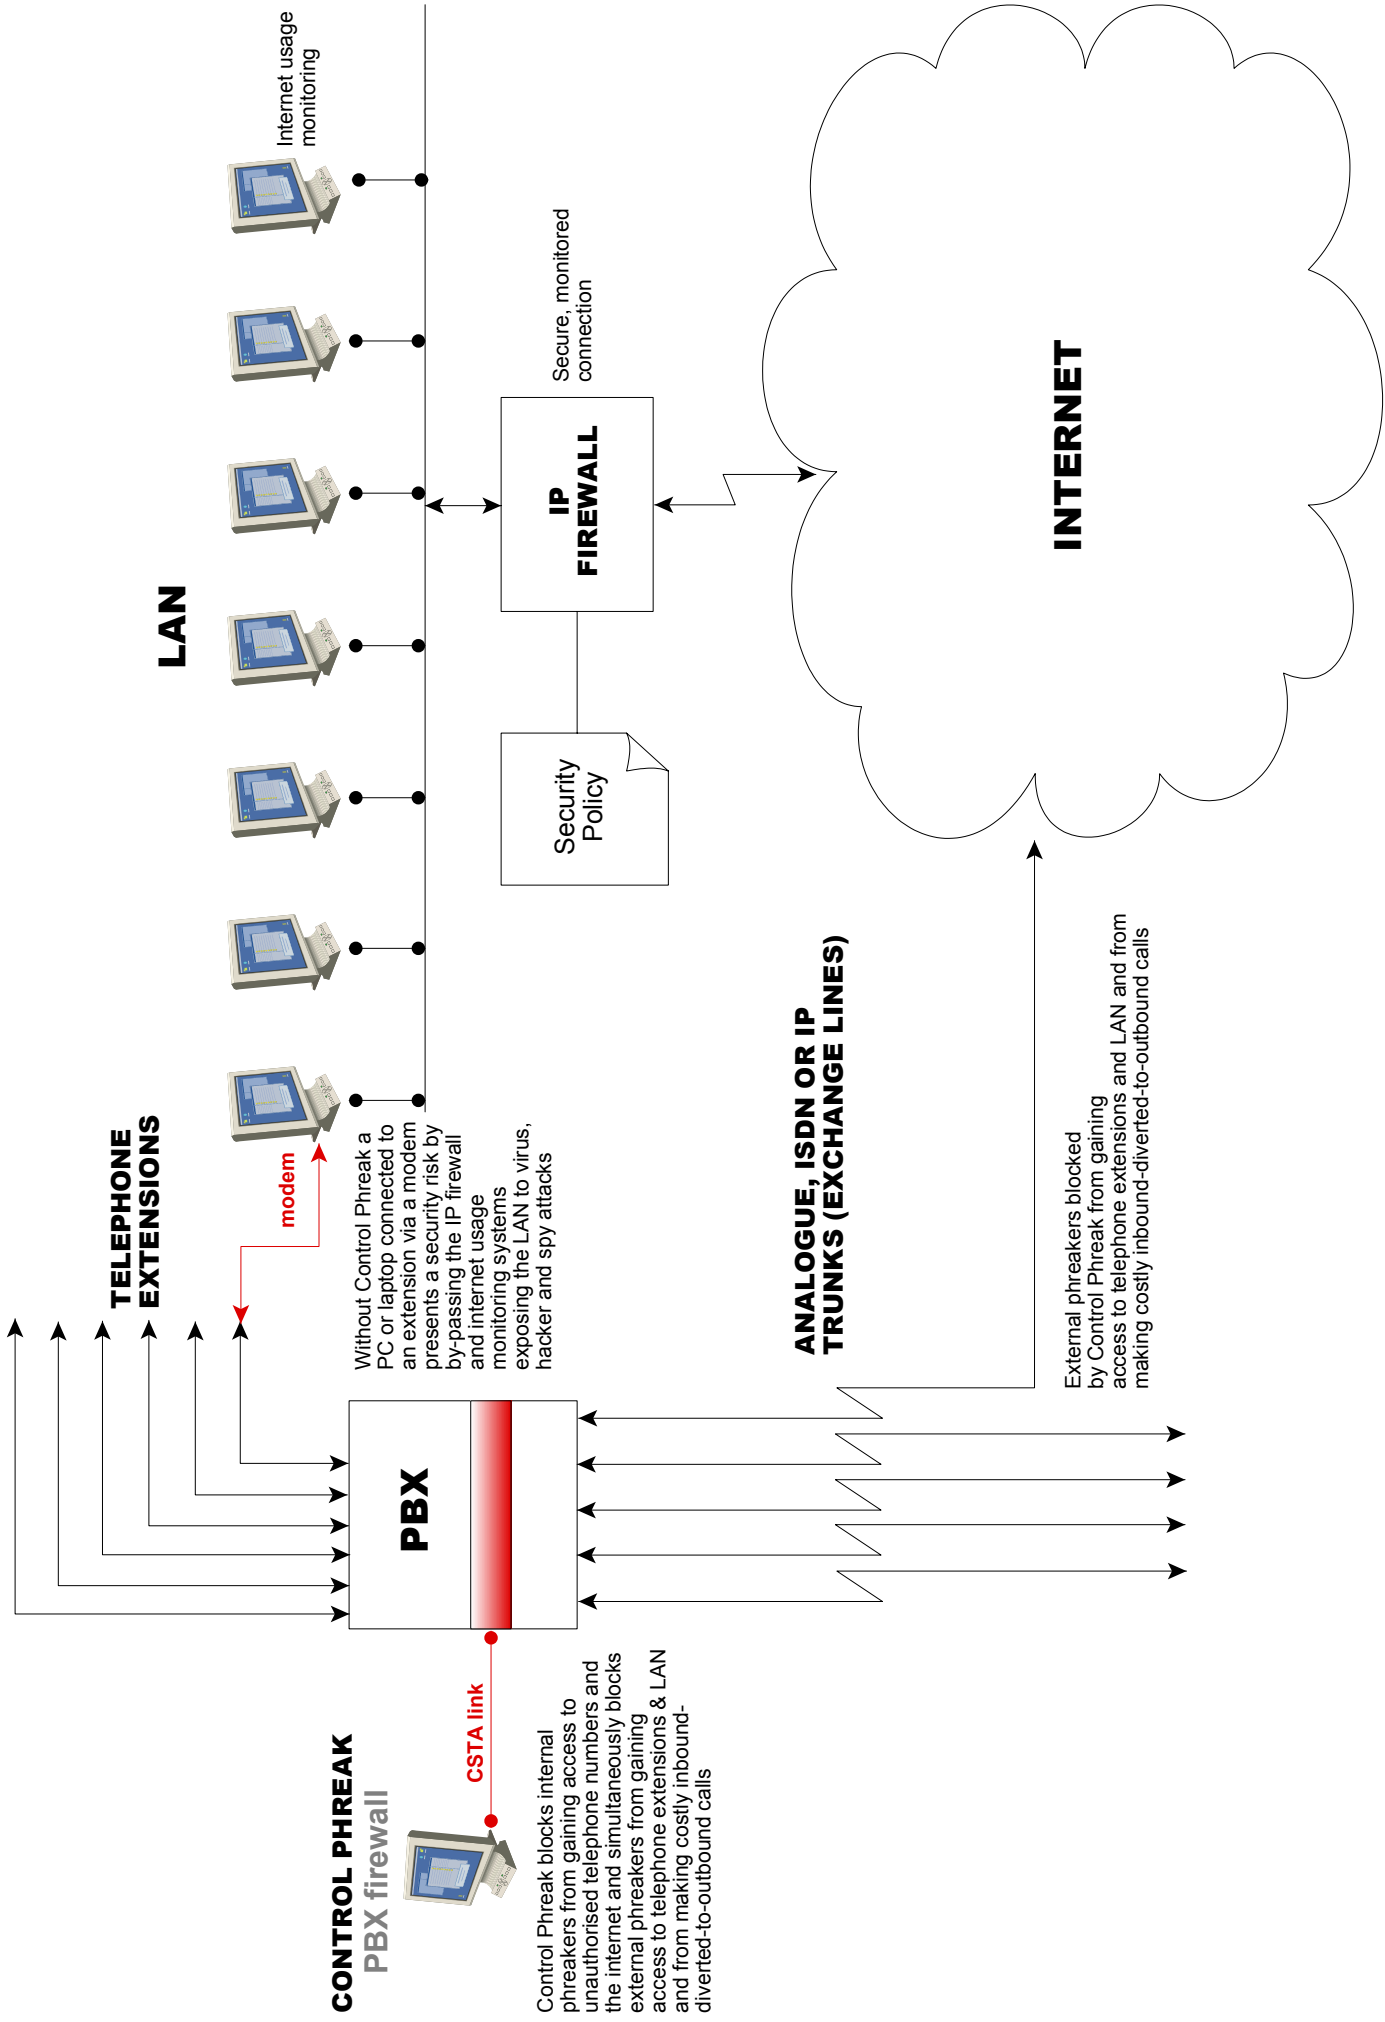 CONTROL PHREAK
PBX firewall
CSTA link
Control Phreak blocks internal
phreakers from gaining access to
unauthorised telephone numbers and
the internet and simultaneously blocks
external phreakers from gaining
access to telephone extensions & LAN
and from making costly inbound-
diverted-to-outbound calls
PBX
TELEPHONE
EXTENSIONS
modem
Without Control Phreak a
PC or laptop connected to
an extension via a modem
presents a security risk by
by-passing the IP firewall
and internet usage
monitoring systems
exposing the LAN to virus,
hacker and spy attacks
ANALOGUE, ISDN OR IP
TRUNKS (EXCHANGE LINES)
External phreakers blocked
by Control Phreak from gaining
access to telephone extensions and LAN and from
making costly inbound-diverted-to-outbound calls
LAN
Internet usage
monitoring
Security
Policy
IP
FIREWALL
Secure, monitored
connection
INTERNET